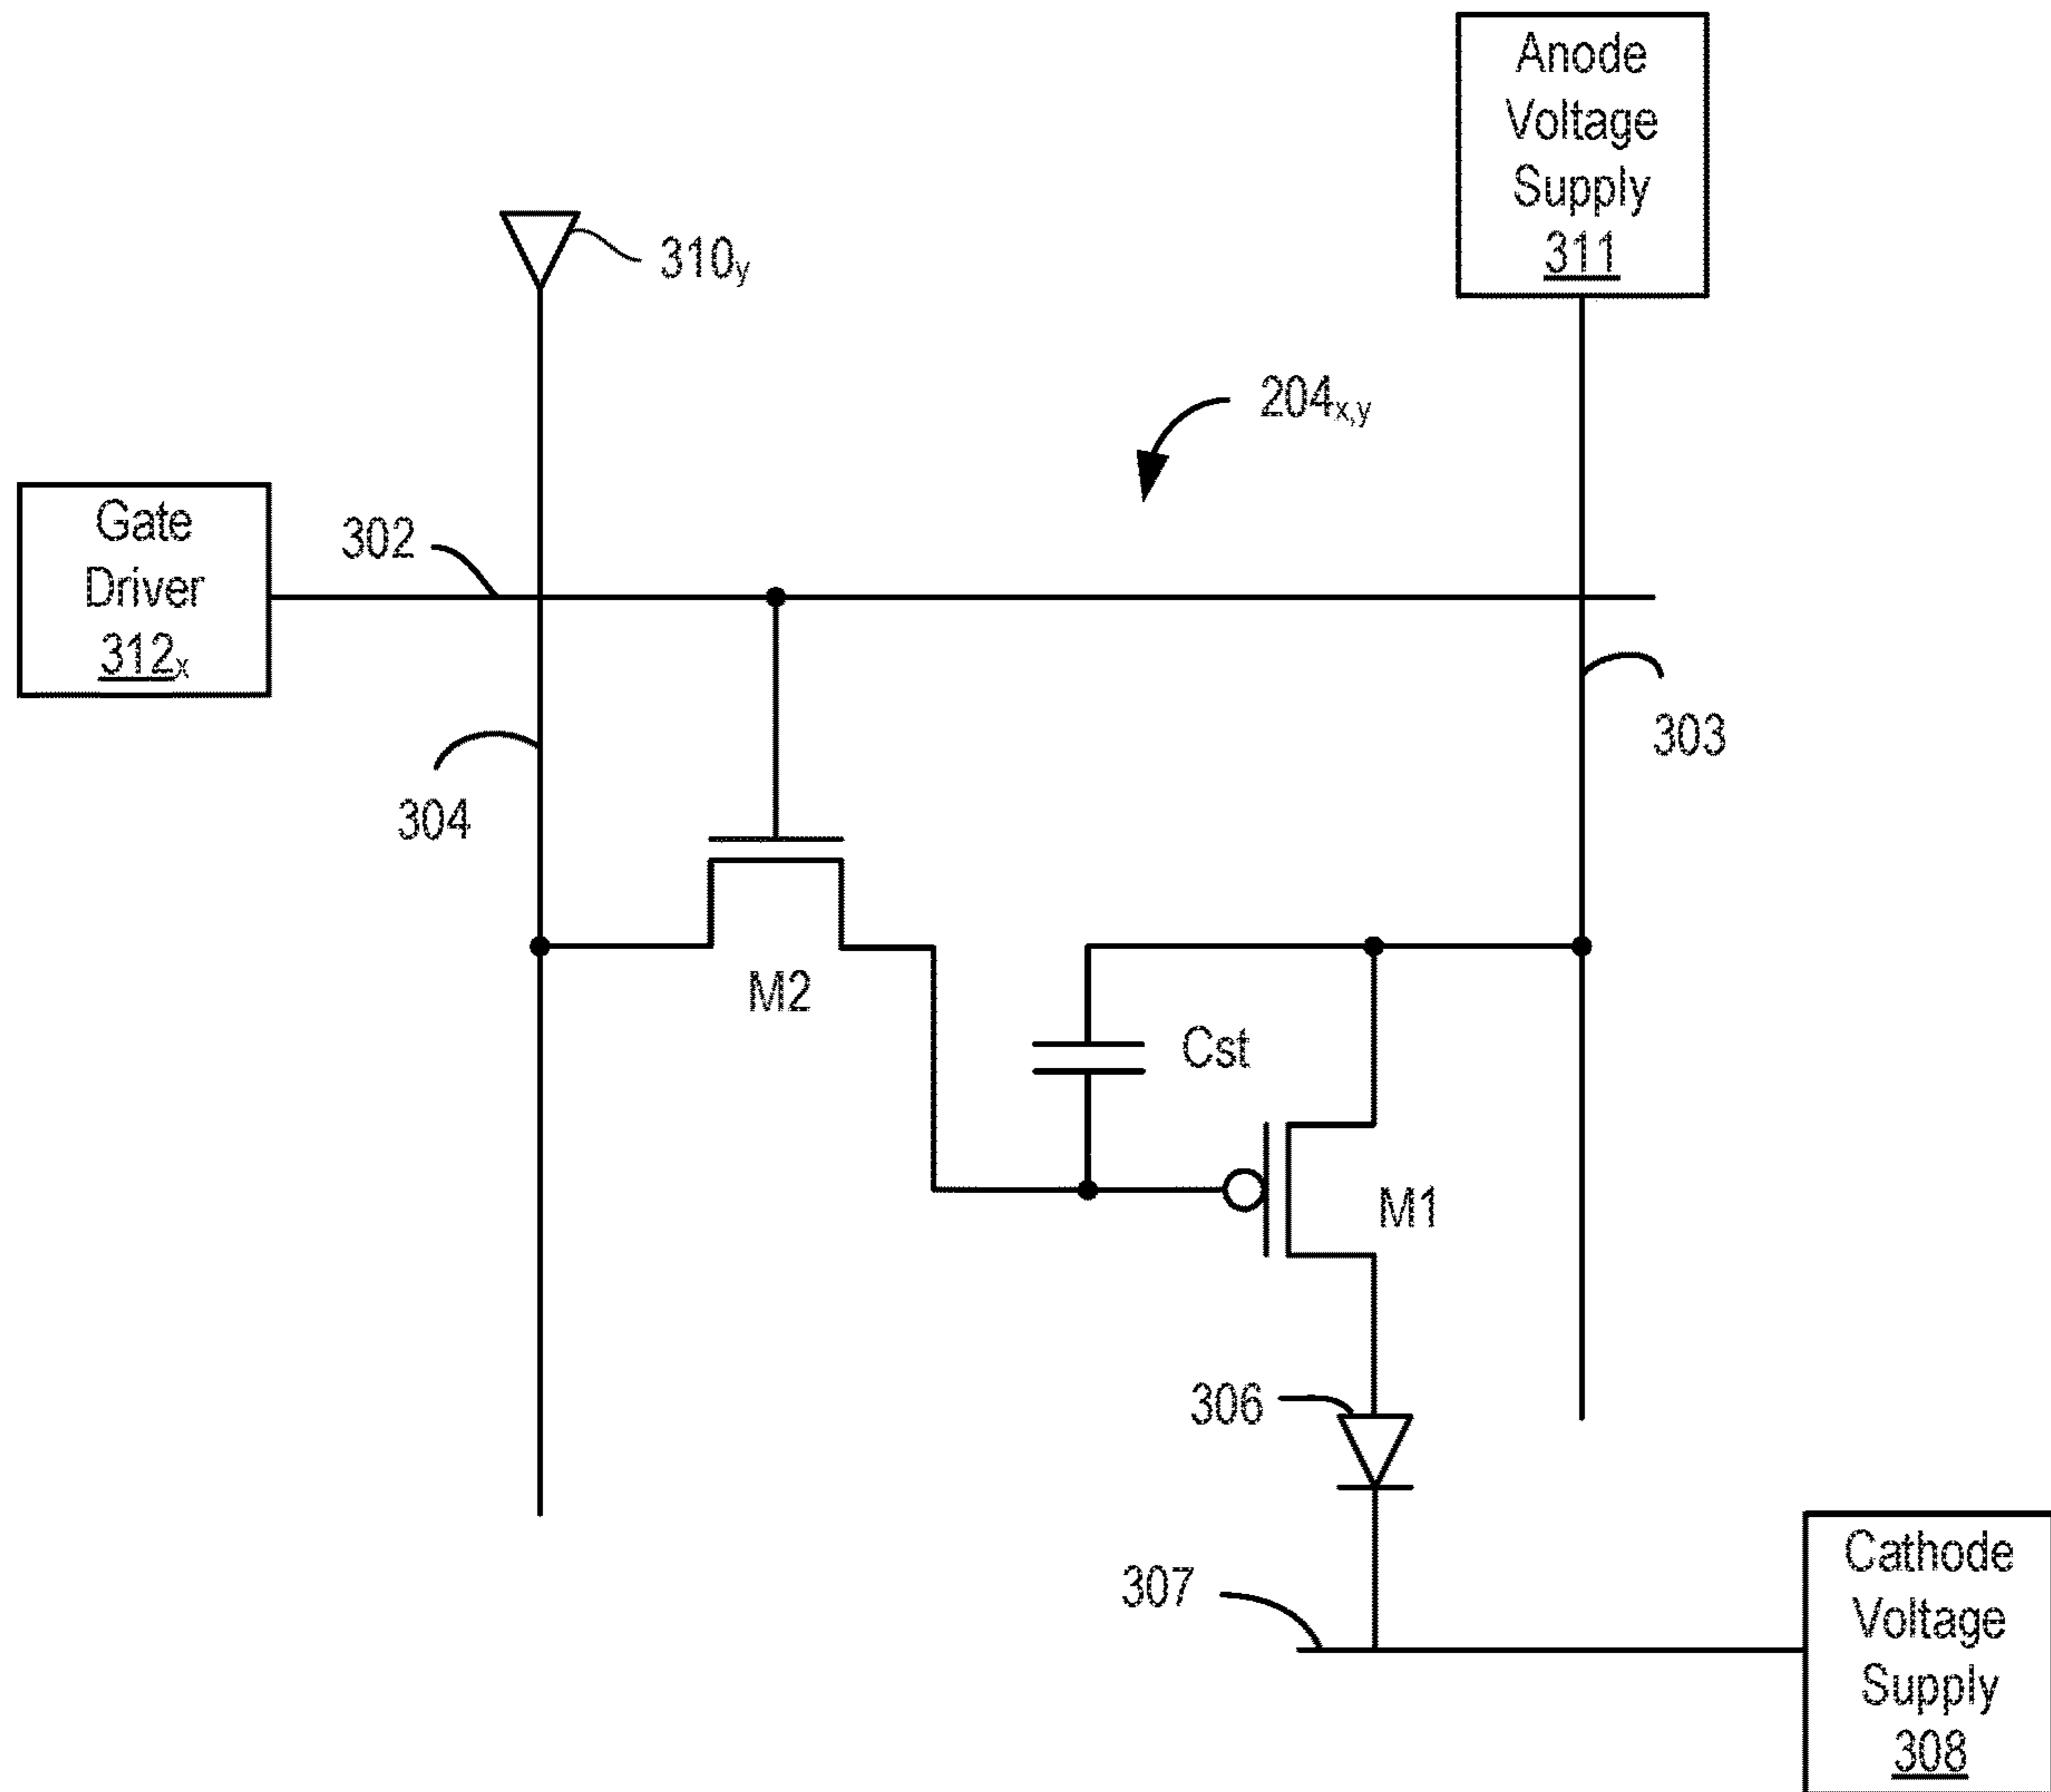 Anode
Voltage
Supply
311
310y
204x,y
Gate
Driver
312x
302
303
304
M2
Cst
M1
306
307
Cathode
Voltage
Supply
308